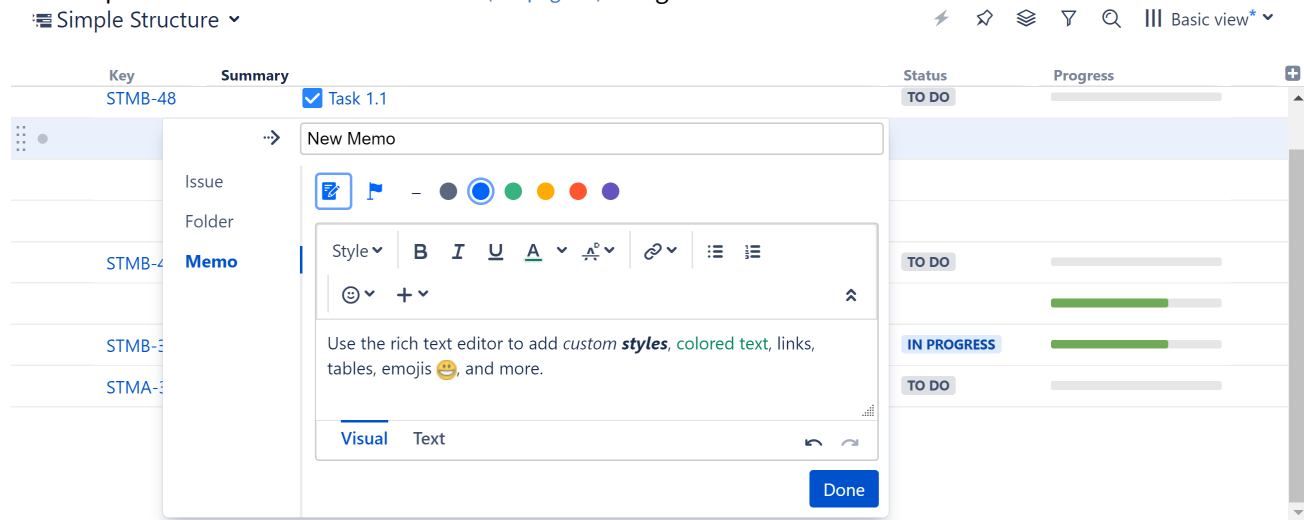 Simple Structure
Basic view*
Key Summary Status Progress
STMB-48 Task 1.1 TO DO
New Memo
Issue
Folder
Memo
Style B I U A
STMB-4 TO DO
Use the rich text editor to add custom styles, colored text, links,
tables, emojis 😀, and more.
STMB-3 IN PROGRESS
STMA-3 TO DO
Visual Text
Done